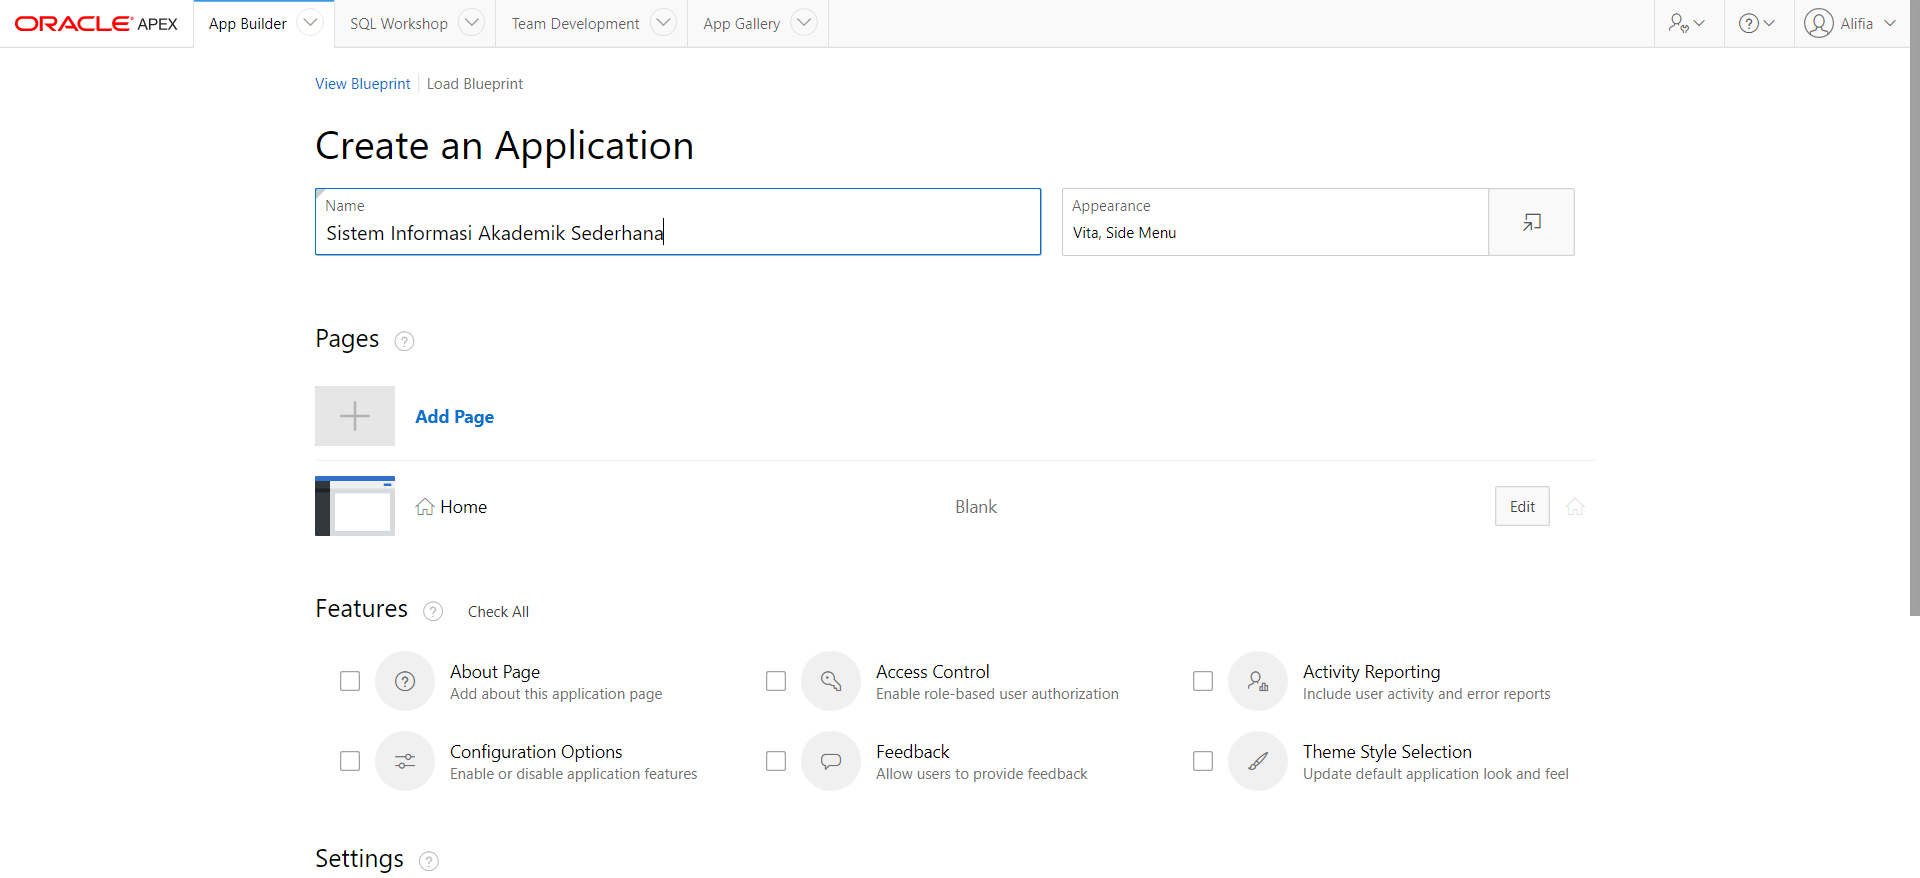 ORACLE APEX App Builder SQL Workshop Team Development App Gallery ? Alifia
View Blueprint Load Blueprint
Create an Application
Name
Sistem Informasi Akademik Sederhana
Appearance
Vita, Side Menu
Pages ?
Add Page
Home Blank Edit
Features ? Check All
? About Page
Add about this application page
Access Control
Enable role-based user authorization
Activity Reporting
Include user activity and error reports
Configuration Options
Enable or disable application features
Feedback
Allow users to provide feedback
Theme Style Selection
Update default application look and feel
Settings ?